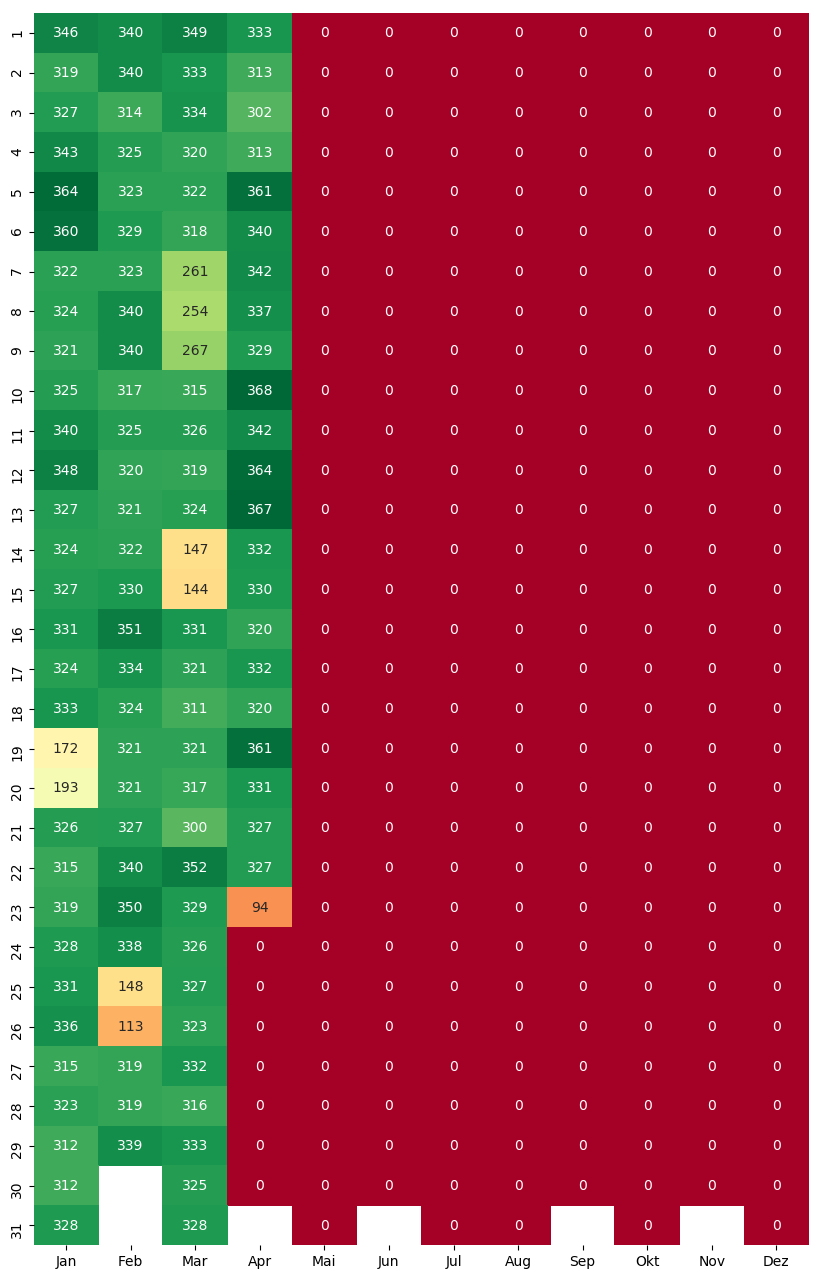 1 346 340 349 333 0 0 0 0 0 0 0 0
2 319 340 333 313 0 0 0 0 0 0 0 0
3 327 314 334 302 0 0 0 0 0 0 0 0
4 343 325 320 313 0 0 0 0 0 0 0 0
5 364 323 322 361 0 0 0 0 0 0 0 0
6 360 329 318 340 0 0 0 0 0 0 0 0
7 322 323 261 342 0 0 0 0 0 0 0 0
8 324 340 254 337 0 0 0 0 0 0 0 0
9 321 340 267 329 0 0 0 0 0 0 0 0
10 325 317 315 368 0 0 0 0 0 0 0 0
11 340 325 326 342 0 0 0 0 0 0 0 0
12 348 320 319 364 0 0 0 0 0 0 0 0
13 327 321 324 367 0 0 0 0 0 0 0 0
14 324 322 147 332 0 0 0 0 0 0 0 0
15 327 330 144 330 0 0 0 0 0 0 0 0
16 331 351 331 320 0 0 0 0 0 0 0 0
17 324 334 321 332 0 0 0 0 0 0 0 0
18 333 324 311 320 0 0 0 0 0 0 0 0
19 172 321 321 361 0 0 0 0 0 0 0 0
20 193 321 317 331 0 0 0 0 0 0 0 0
21 326 327 300 327 0 0 0 0 0 0 0 0
22 315 340 352 327 0 0 0 0 0 0 0 0
23 319 350 329 94 0 0 0 0 0 0 0 0
24 328 338 326 0 0 0 0 0 0 0 0 0
25 331 148 327 0 0 0 0 0 0 0 0 0
26 336 113 323 0 0 0 0 0 0 0 0 0
27 315 319 332 0 0 0 0 0 0 0 0 0
28 323 319 316 0 0 0 0 0 0 0 0 0
29 312 339 333 0 0 0 0 0 0 0 0 0
30 312 325 0 0 0 0 0 0 0 0 0
31 328 328 0 0 0 0 0
Jan Feb Mar Apr Mai Jun Jul Aug Sep Okt Nov Dez